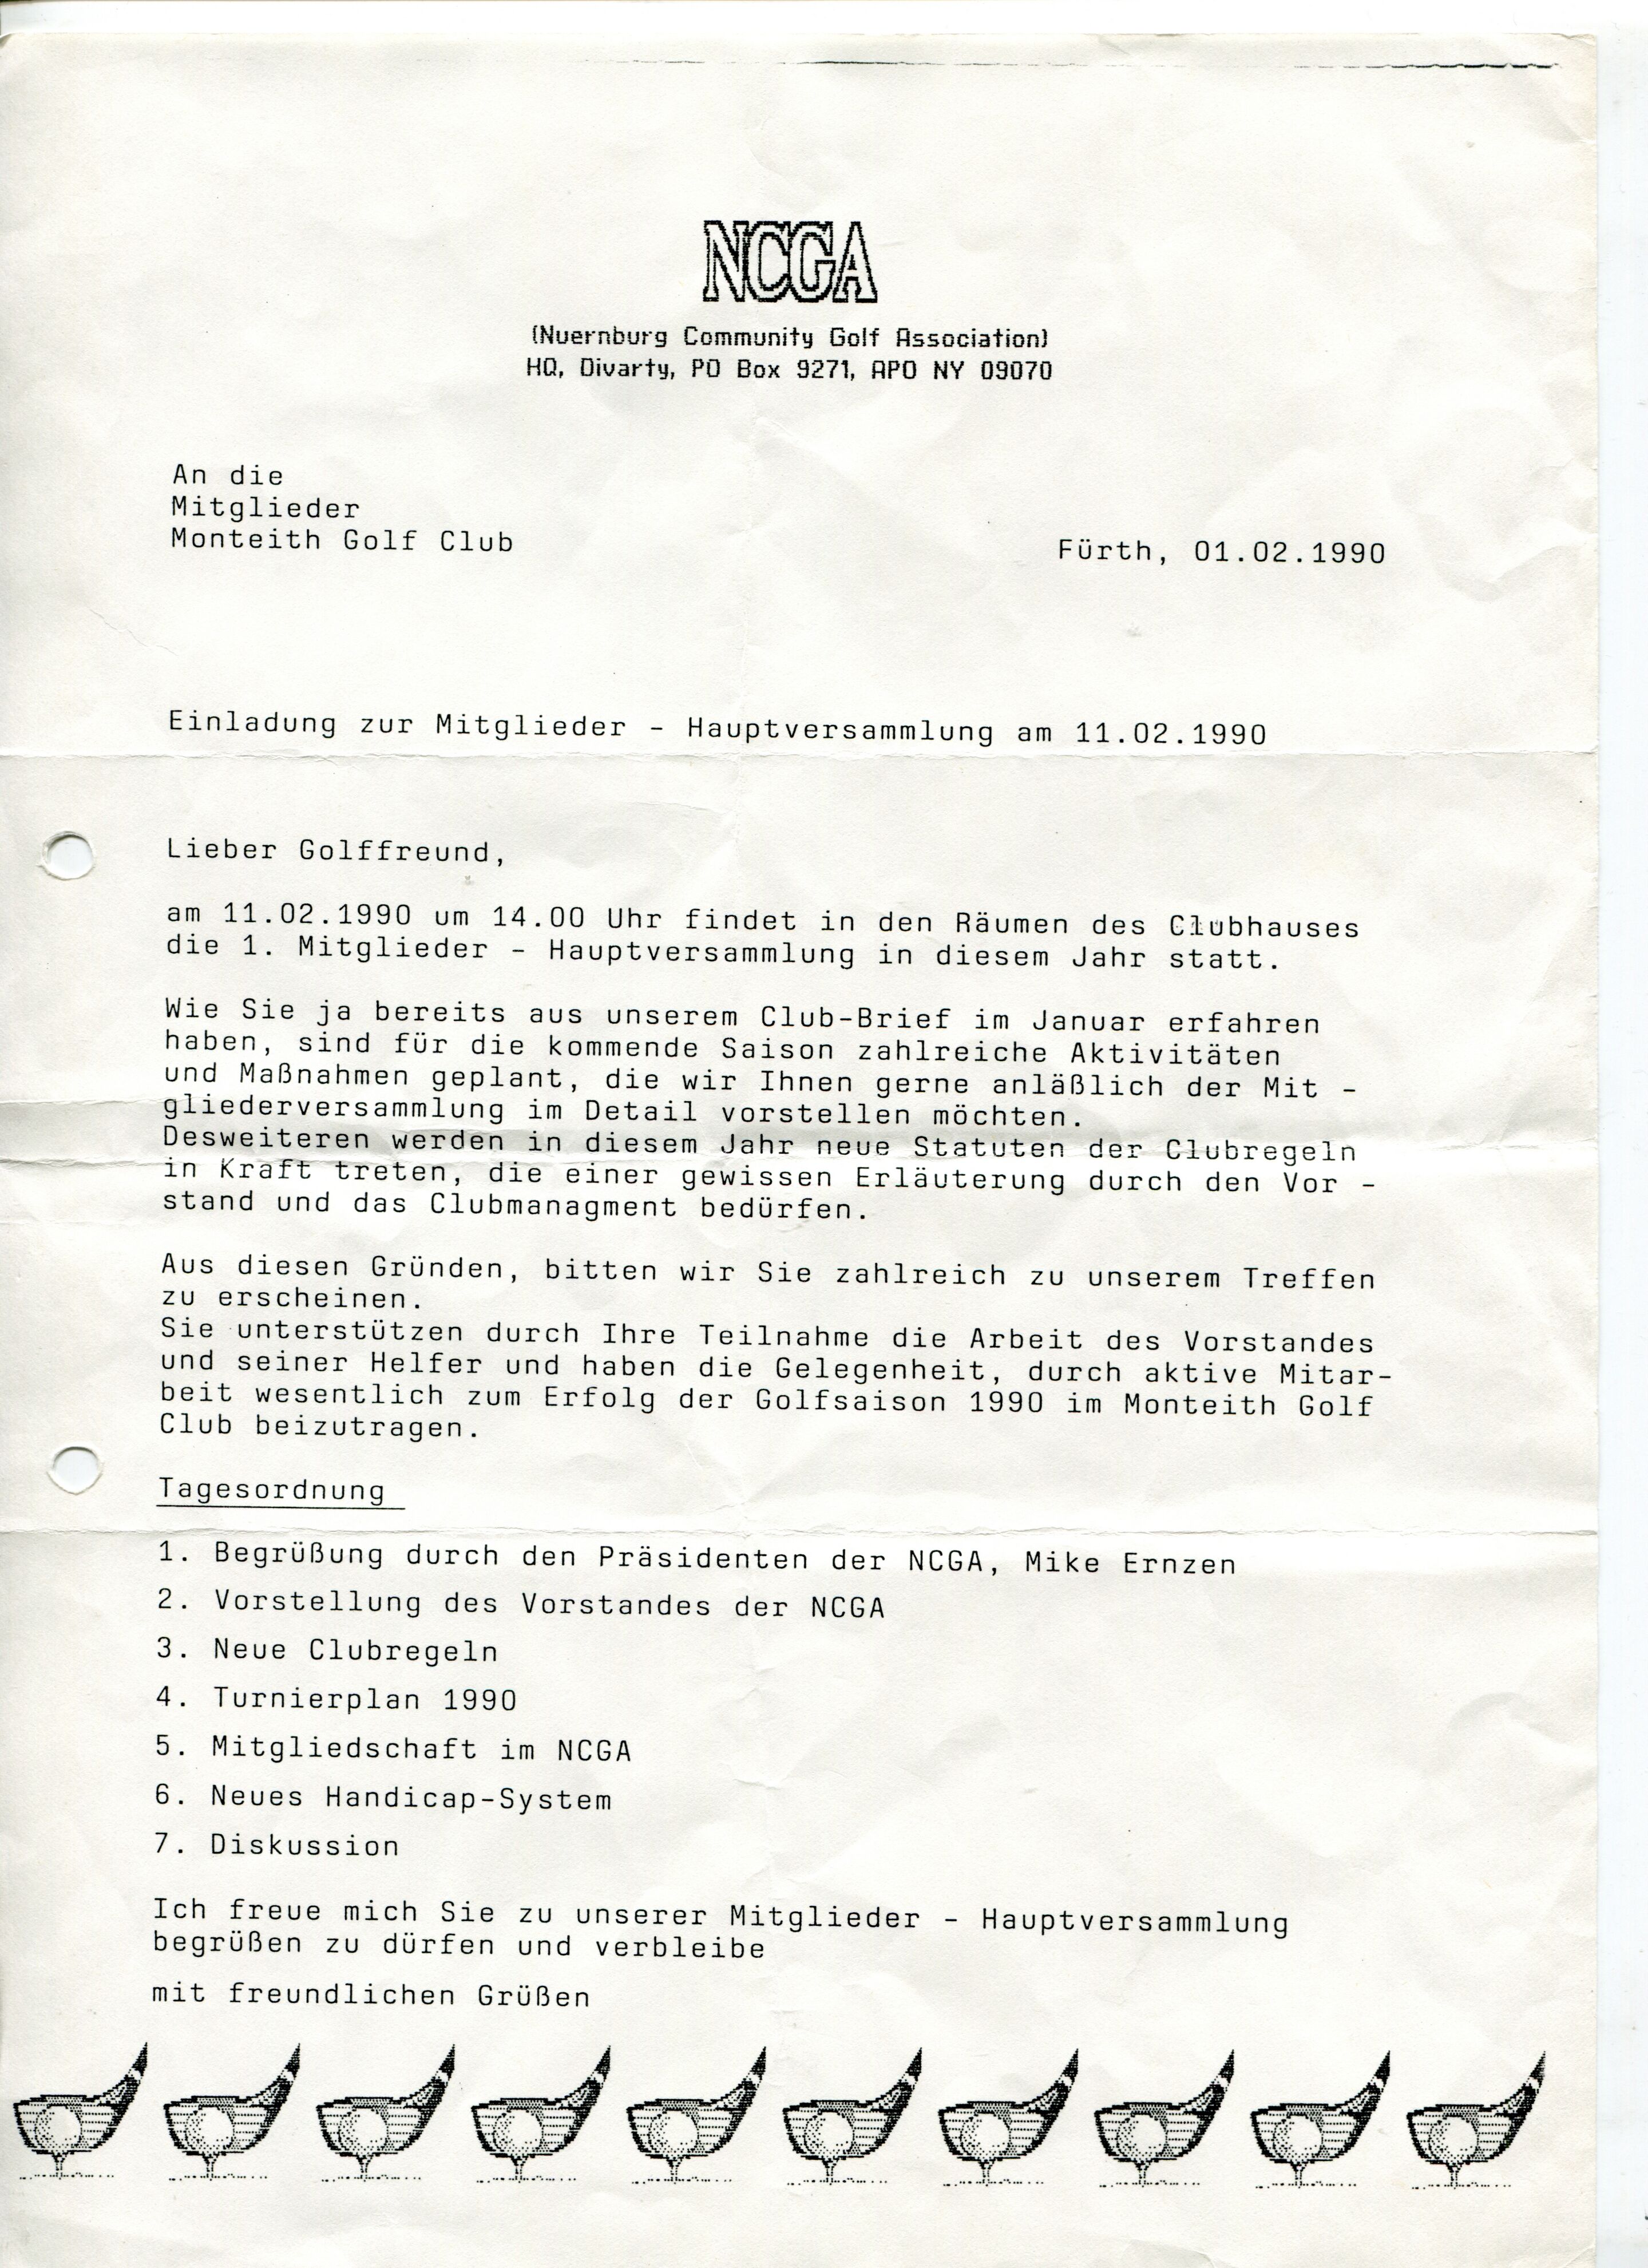 NCGA
(Nuernburg Community Golf Association)
HQ, Divarty, PO Box 9271, APO NY 09070
An die
Mitglieder
Monteith Golf Club
Fürth, 01.02.1990
Einladung zur Mitglieder - Hauptversammlung am 11.02.1990
Lieber Golffreund,
am 11.02.1990 um 14.00 Uhr findet in den Räumen des Clubhauses
die 1. Mitglieder - Hauptversammlung in diesem Jahr statt.
Wie Sie ja bereits aus unserem Club-Brief im Januar erfahren
haben, sind für die kommende Saison zahlreiche Aktivitäten
und Maßnahmen geplant, die wir Ihnen gerne anläßlich der Mit -
gliederversammlung im Detail vorstellen möchten.
Desweiteren werden in diesem Jahr neue Statuten der Clubregeln
in Kraft treten, die einer gewissen Erläuterung durch den Vor -
stand und das Clubmanagment bedürfen.
Aus diesen Gründen, bitten wir Sie zahlreich zu unserem Treffen
zu erscheinen.
Sie unterstützen durch Ihre Teilnahme die Arbeit des Vorstandes
und seiner Helfer und haben die Gelegenheit, durch aktive Mitar-
beit wesentlich zum Erfolg der Golfsaison 1990 im Monteith Golf
Club beizutragen.
Tagesordnung
1. Begrüßung durch den Präsidenten der NCGA, Mike Ernzen
2. Vorstellung des Vorstandes der NCGA
3. Neue Clubregeln
4. Turnierplan 1990
5. Mitgliedschaft im NCGA
6. Neues Handicap-System
7. Diskussion
Ich freue mich Sie zu unserer Mitglieder - Hauptversammlung
begrüßen zu dürfen und verbleibe
mit freundlichen Grüßen